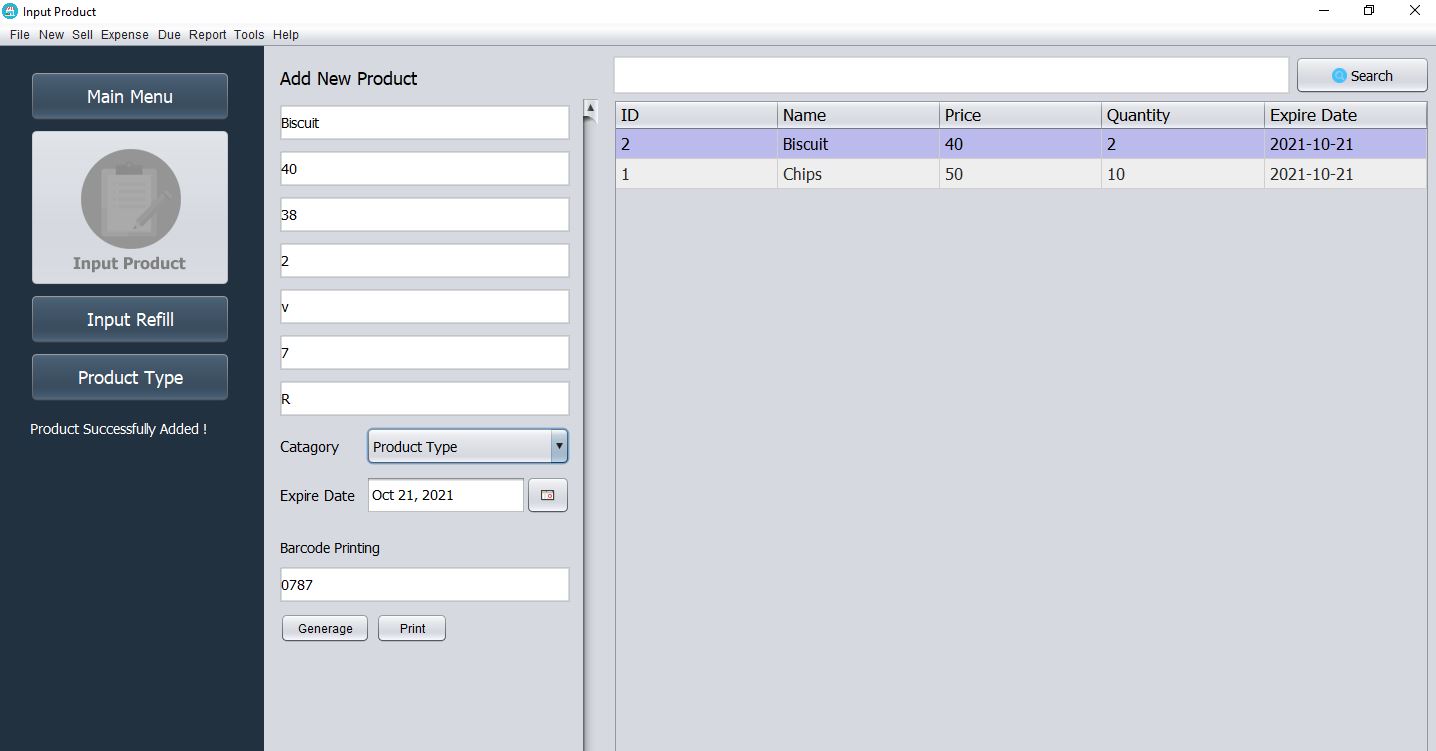 Input Product
File New Sell Expense Due Report Tools Help
Main Menu
Input Product
Input Refill
Product Type
Product Successfully Added !
Add New Product
Biscuit
40
38
2
v
7
R
Catagory Product Type
Expire Date Oct 21, 2021
Barcode Printing
0787
Generage Print
Search
ID Name Price Quantity Expire Date
2 Biscuit 40 2 2021-10-21
1 Chips 50 10 2021-10-21